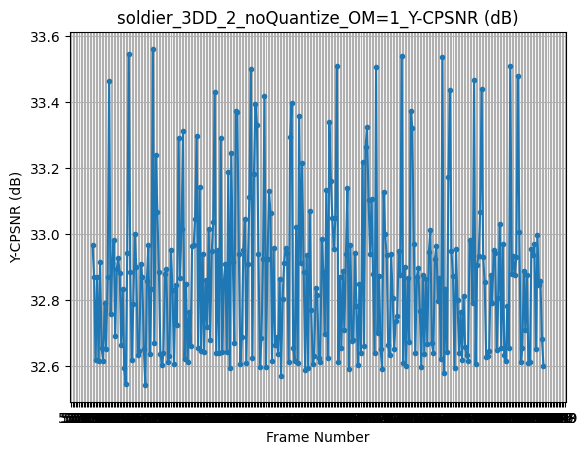 soldier_3DD_2_noQuantize_OM=1_Y-CPSNR (dB)
33.6
33.4
33.2
33.0
32.8
32.6
Y-CPSNR (dB)
Frame Number